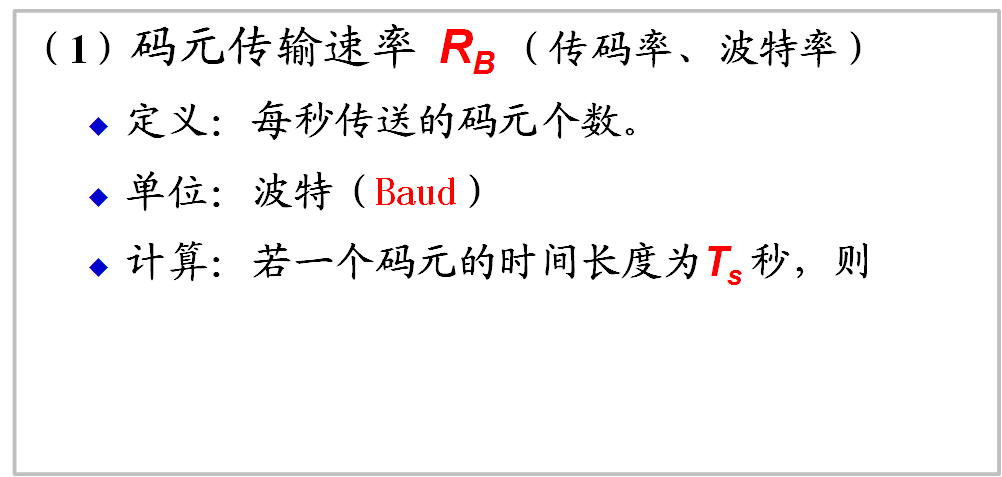 （1）码元传输速率 RB（传码率、波特率）
◆ 定义：每秒传送的码元个数。
◆ 单位：波特（Baud）
◆ 计算：若一个码元的时间长度为Ts秒，则